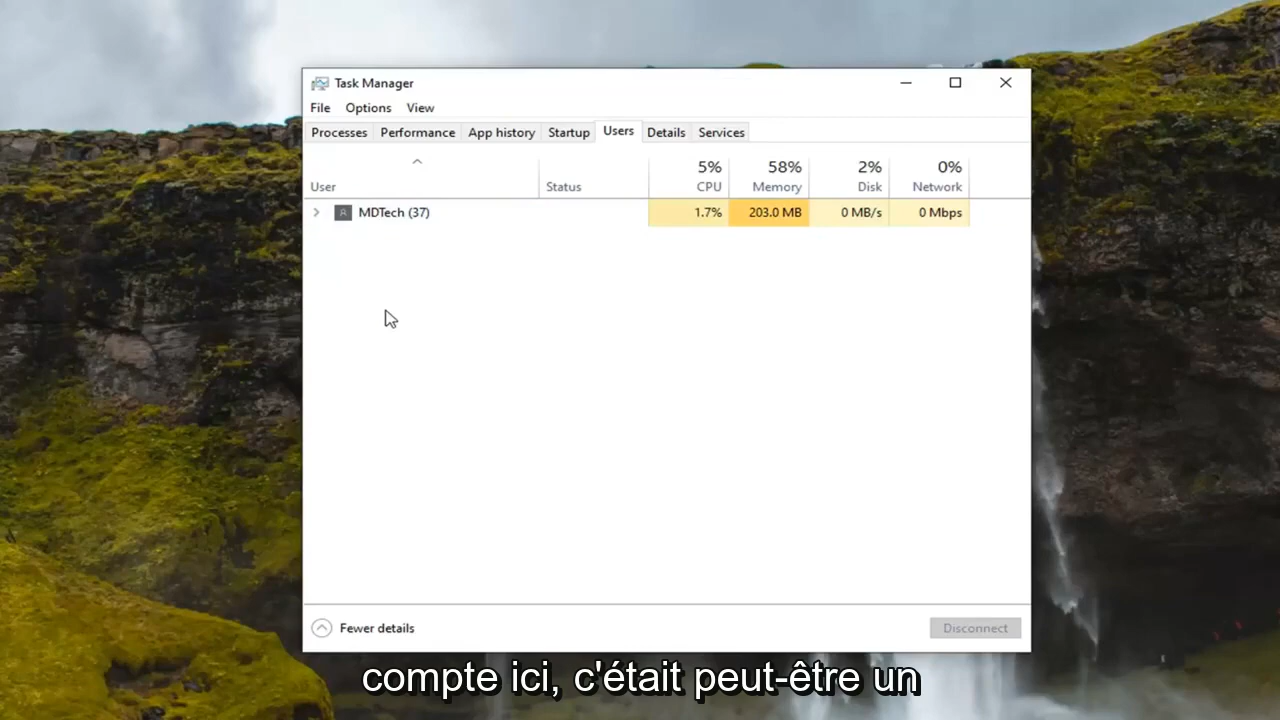 Task Manager
File Options View
Processes Performance App history Startup Users Details Services
5% 58% 2% 0%
User Status CPU Memory Disk Network
MDTech (37) 1.7% 203.0 MB 0 MB/s 0 Mbps
Fewer details Disconnect
compte ici, c'était peut-être un